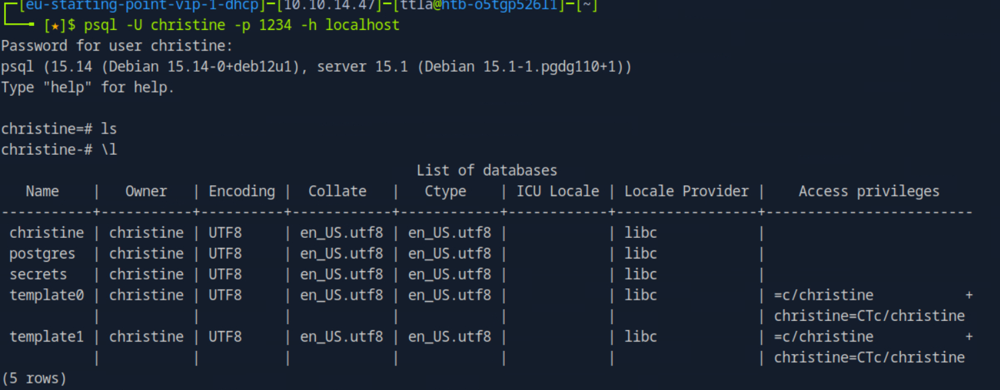 [eu-starting-point-vip-1-dhcp]-[10.10.14.47]-[ttla@htb-o5tgp526l1]-[~]
[★]$ psql -U christine -p 1234 -h localhost
Password for user christine:
psql (15.14 (Debian 15.14-0+deb12u1), server 15.1 (Debian 15.1-1.pgdg110+1))
Type "help" for help.
christine=# ls
christine-# \l
List of databases
Name | Owner | Encoding | Collate | Ctype | ICU Locale | Locale Provider | Access privileges
-----------+-----------+----------+------------+------------+------------+-----------------+-------------------------
christine | christine | UTF8 | en_US.utf8 | en_US.utf8 | | libc |
postgres | christine | UTF8 | en_US.utf8 | en_US.utf8 | | libc |
secrets | christine | UTF8 | en_US.utf8 | en_US.utf8 | | libc |
template0 | christine | UTF8 | en_US.utf8 | en_US.utf8 | | libc | =c/christine +
| | | | | | | christine=CTc/christine
template1 | christine | UTF8 | en_US.utf8 | en_US.utf8 | | libc | =c/christine +
| | | | | | | christine=CTc/christine
(5 rows)